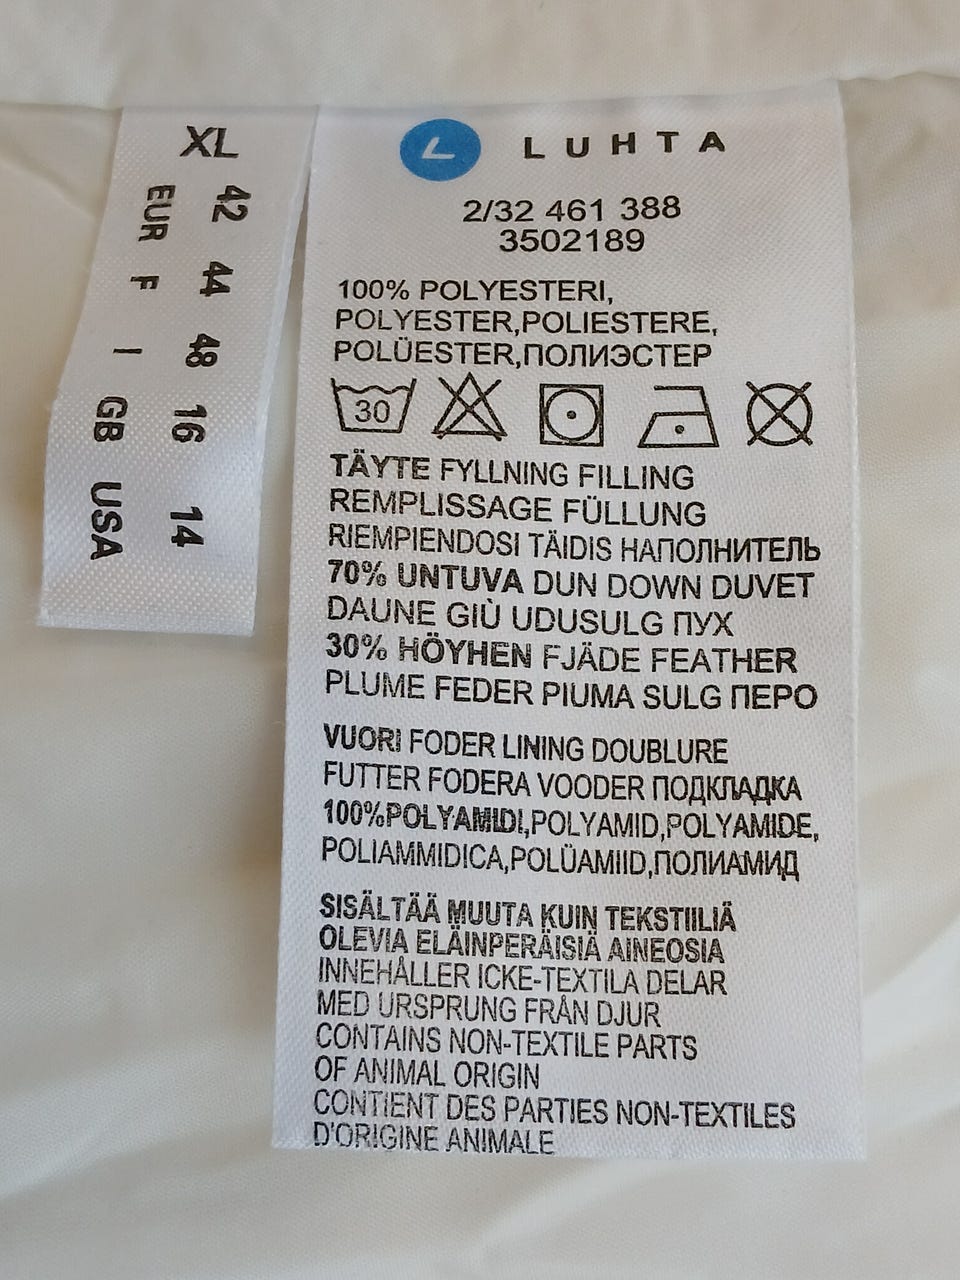 XL
EUR 42
F 44
I 48
GB 16
USA 14
LUHTA
2/32 461 388
3502189
100% POLYESTERI,
POLYESTER,POLIESTERE,
POLÜESTER,ПОЛИЭСТЕР
30
TÄYTE FYLLNING FILLING
REMPLISSAGE FÜLLUNG
RIEMPIENDOSI TÄIDIS НАПОЛНИТЕЛЬ
70% UNTUVA DUN DOWN DUVET
DAUNE GIÙ UDUSULG ПУХ
30% HÖYHEN FJÄDE FEATHER
PLUME FEDER PIUMA SULG ПЕРО
VUORI FODER LINING DOUBLURE
FUTTER FODERA VOODER ПОДКЛАДКА
100%POLYAMIDI,POLYAMID,POLYAMIDE,
POLIAMMIDICA,POLÜAMIID,ПОЛИАМИД
SISÄLTÄÄ MUUTA KUIN TEKSTIILIÄ
OLEVIA ELÄINPERÄISIÄ AINEOSIA
INNEHÅLLER ICKE-TEXTILA DELAR
MED URSPRUNG FRÅN DJUR
CONTAINS NON-TEXTILE PARTS
OF ANIMAL ORIGIN
CONTIENT DES PARTIES NON-TEXTILES
D'ORIGINE ANIMALE